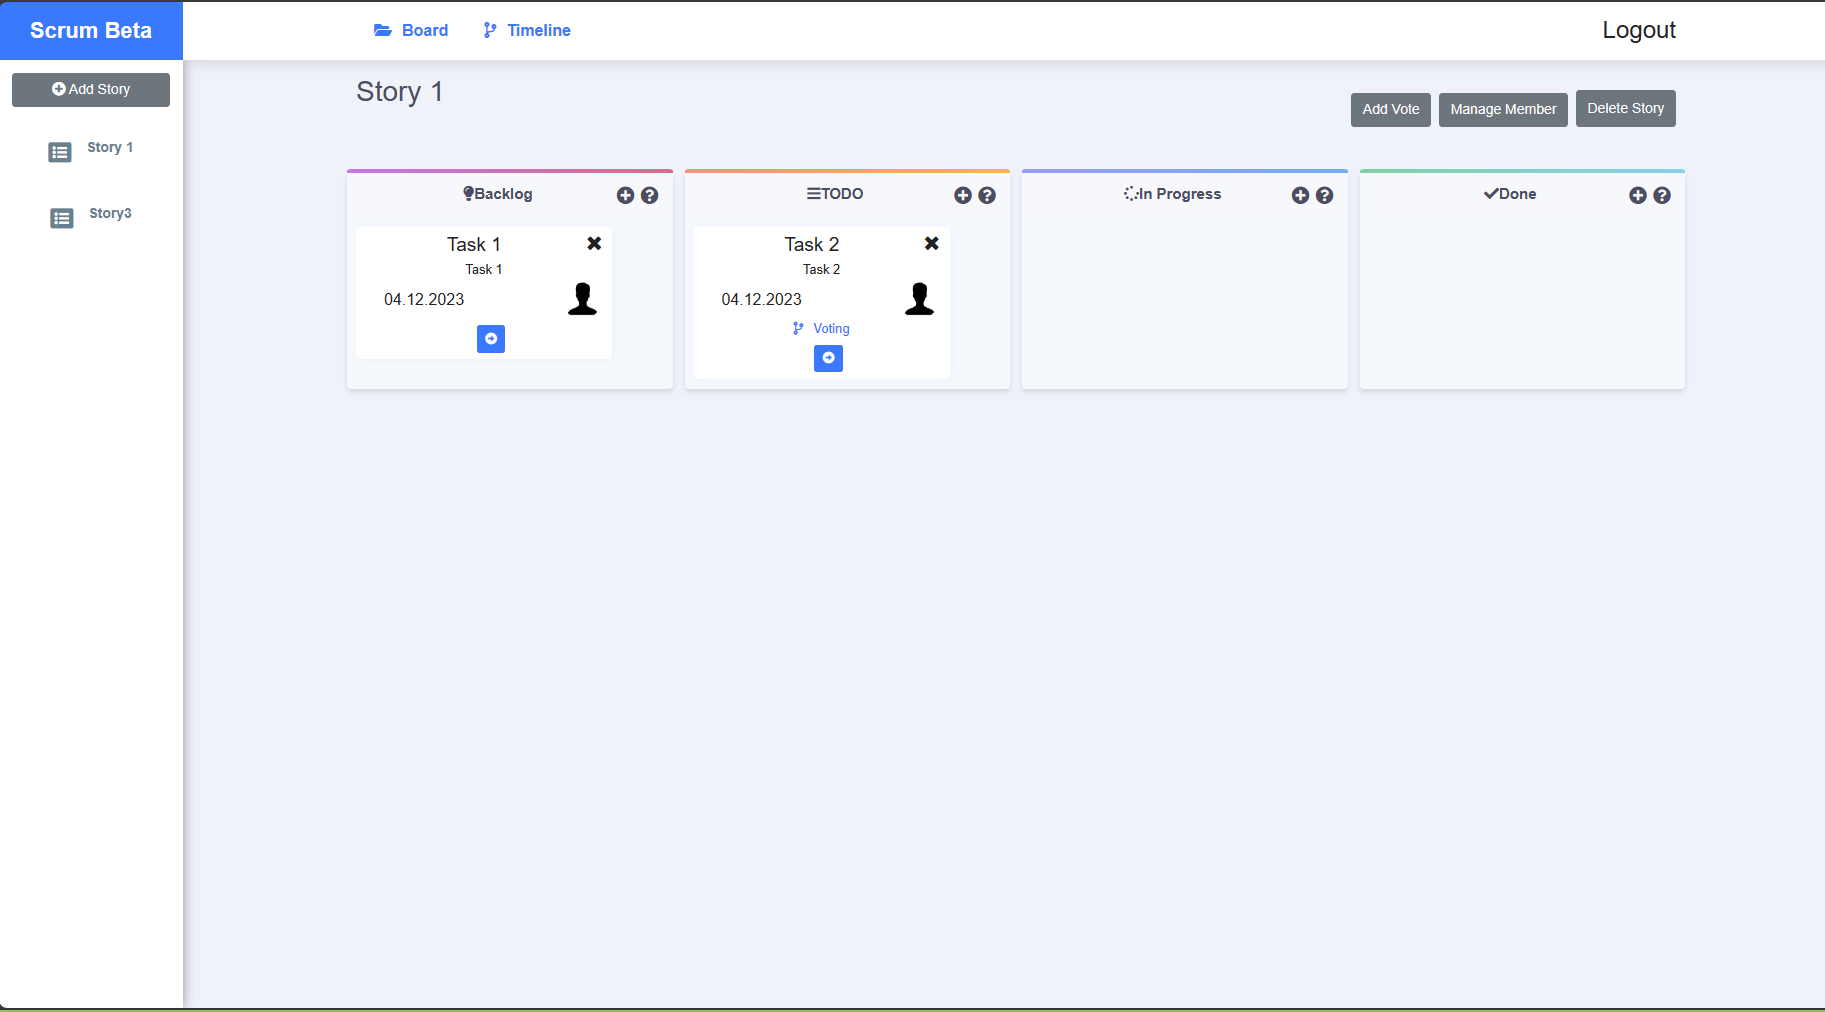 Scrum Beta
Board
Timeline
Logout
Add Story
Story 1
Story3
Story 1
Add Vote
Manage Member
Delete Story
Backlog
Task 1
Task 1
04.12.2023
TODO
Task 2
Task 2
04.12.2023
Voting
In Progress
Done